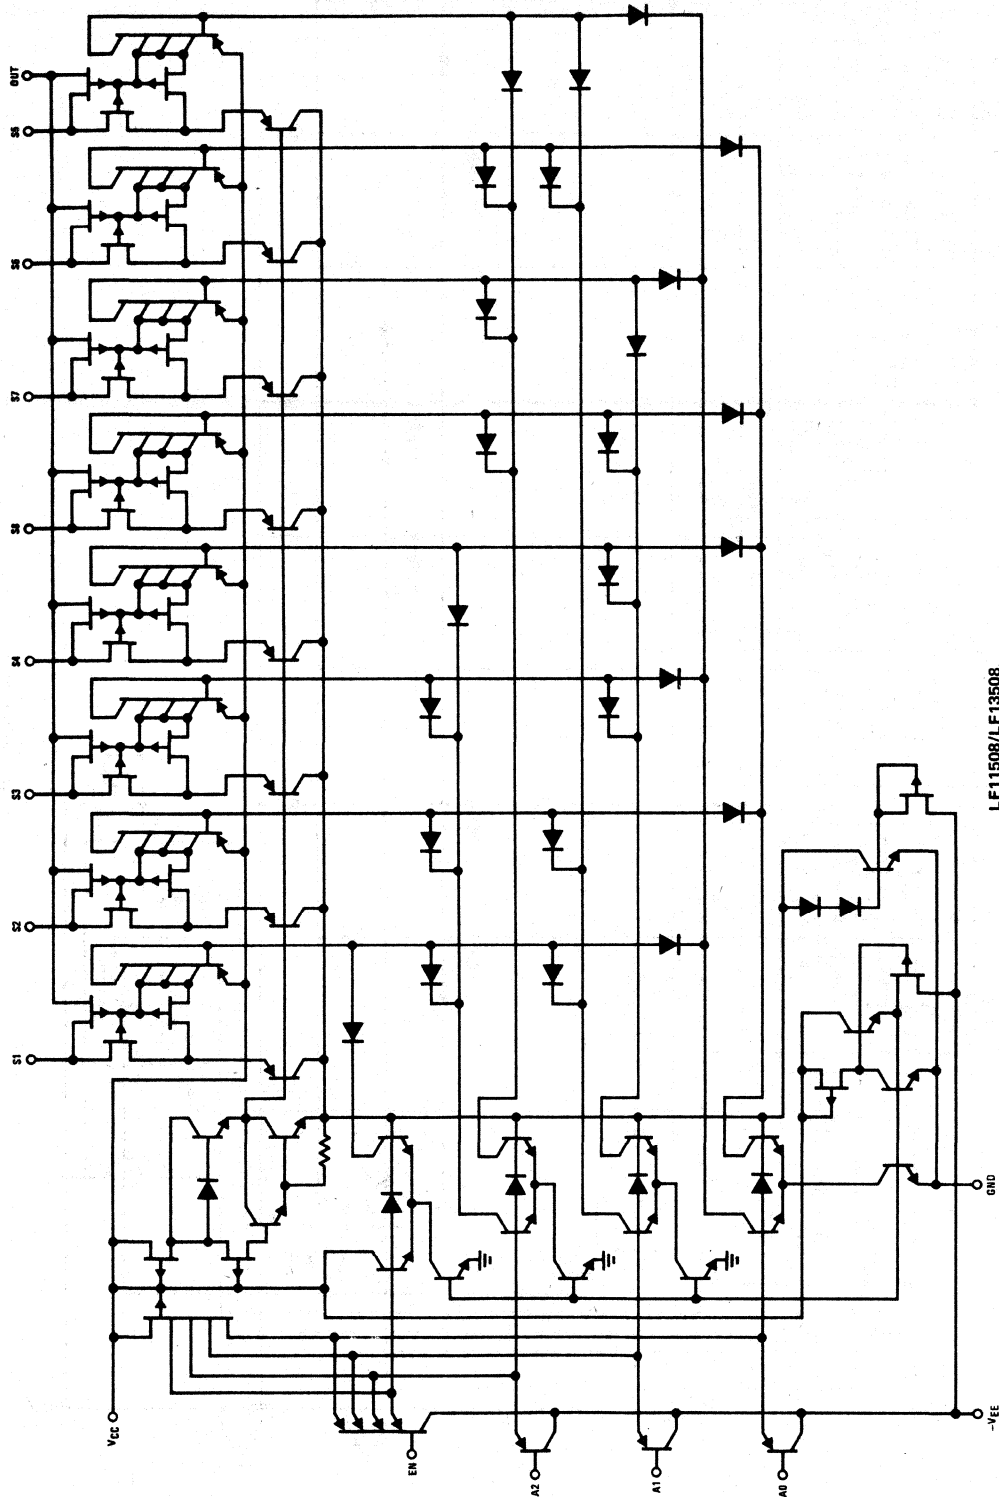 S1
S2
S3
S4
S8
S7
S6
S5
OUT
VCC
EN
A2
A1
A0
-VEE
GND
LF11508/LF13508